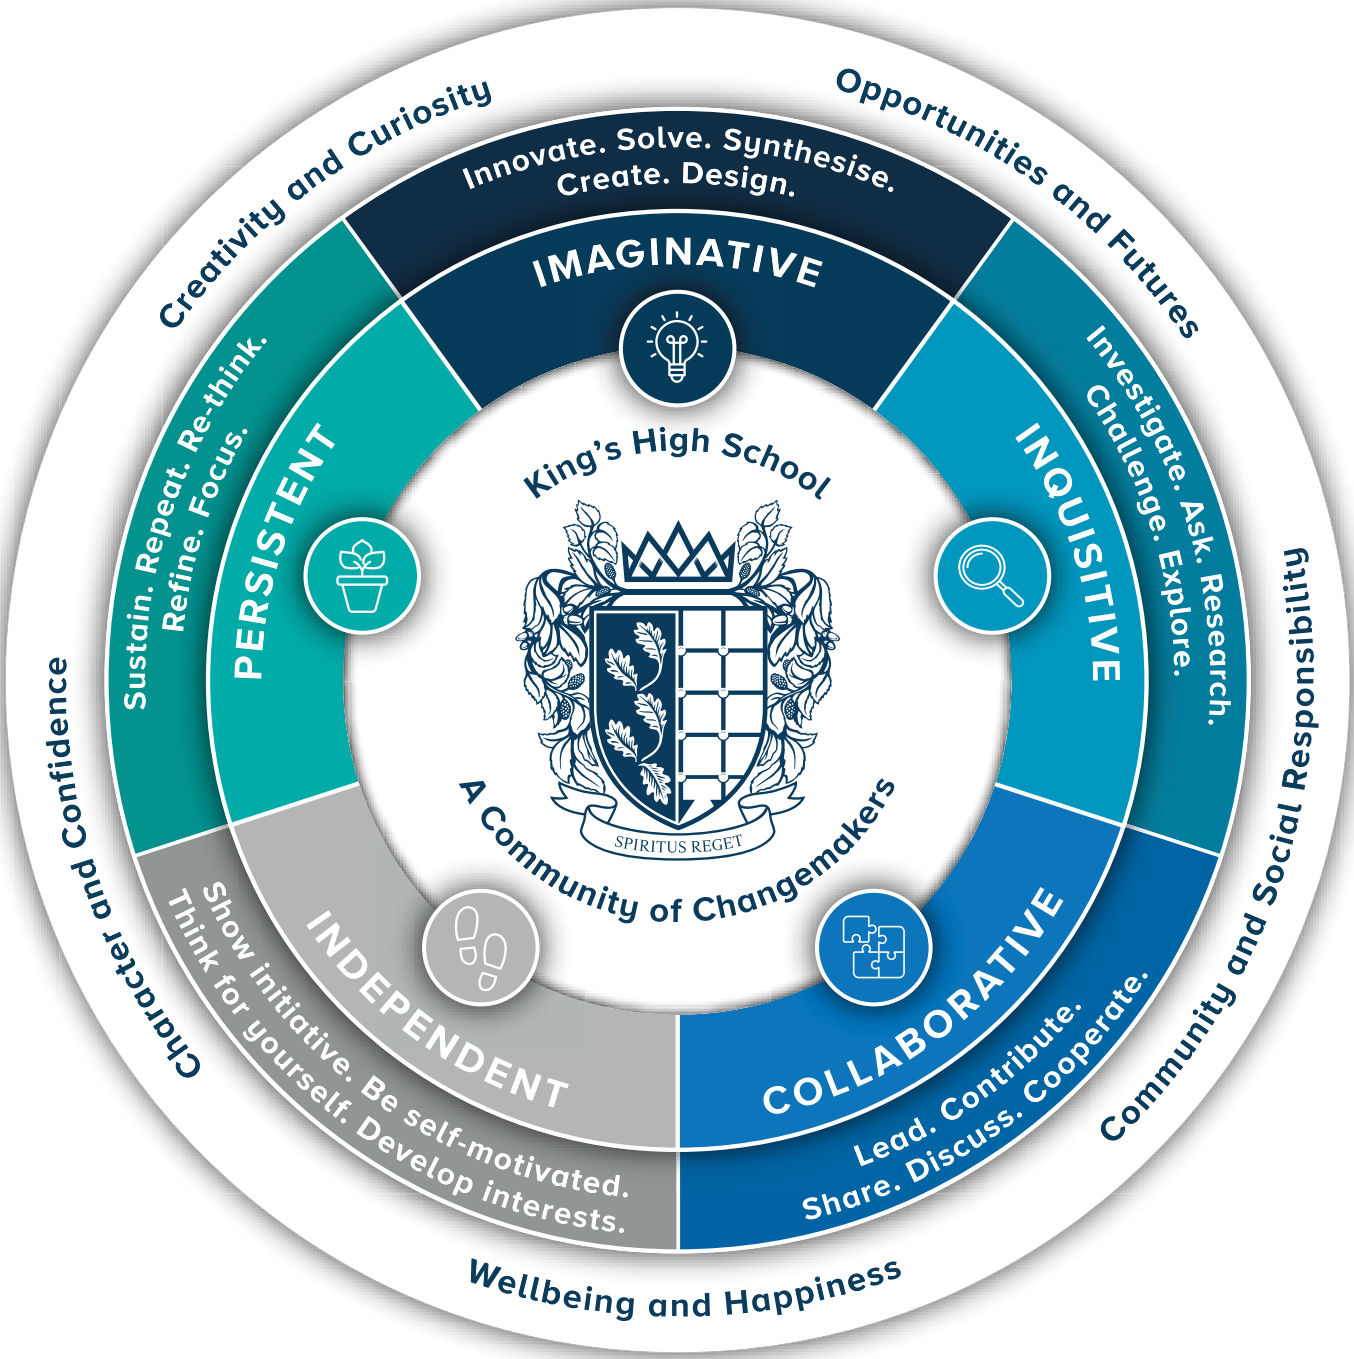 Creativity and Curiosity
Opportunities and Futures
Community and Social Responsibility
Wellbeing and Happiness
Character and Confidence
Innovate. Solve. Synthesise.
Create. Design.
IMAGINATIVE
Investigate. Ask. Research.
Challenge. Explore.
INQUISITIVE
COLLABORATIVE
Lead. Contribute.
Share. Discuss. Cooperate.
INDEPENDENT
Show initiative. Be self-motivated.
Think for yourself. Develop interests.
Sustain. Repeat. Re-think.
Refine. Focus.
PERSISTENT
King's High School
SPIRITUS REGET
A Community of Changemakers